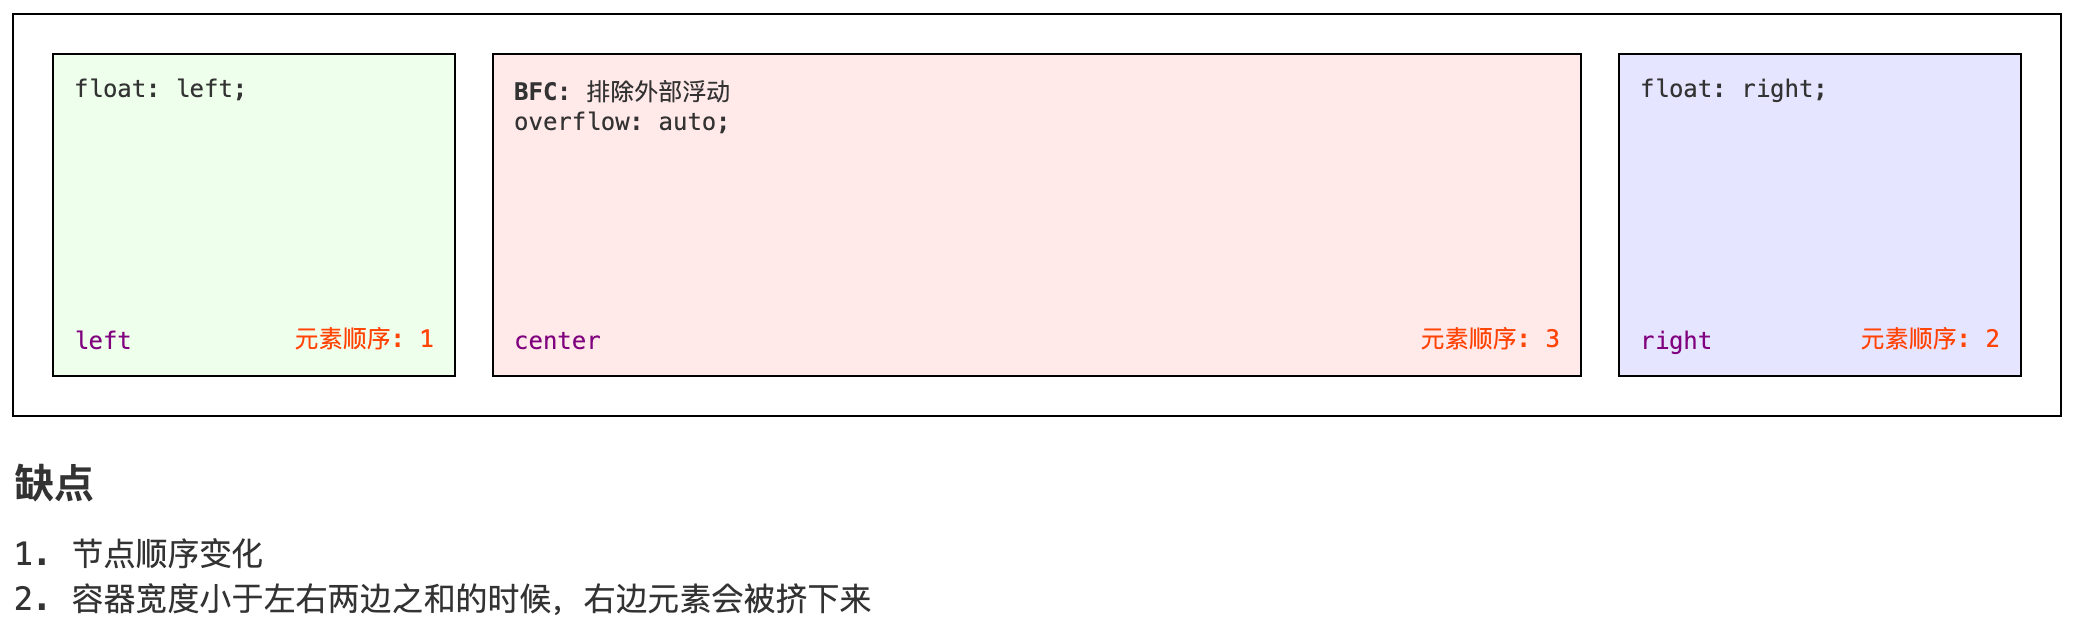 float: left;
left
元素顺序: 1
BFC: 排除外部浮动
overflow: auto;
center
元素顺序: 3
float: right;
right
元素顺序: 2
缺点
1. 节点顺序变化
2. 容器宽度小于左右两边之和的时候，右边元素会被挤下来